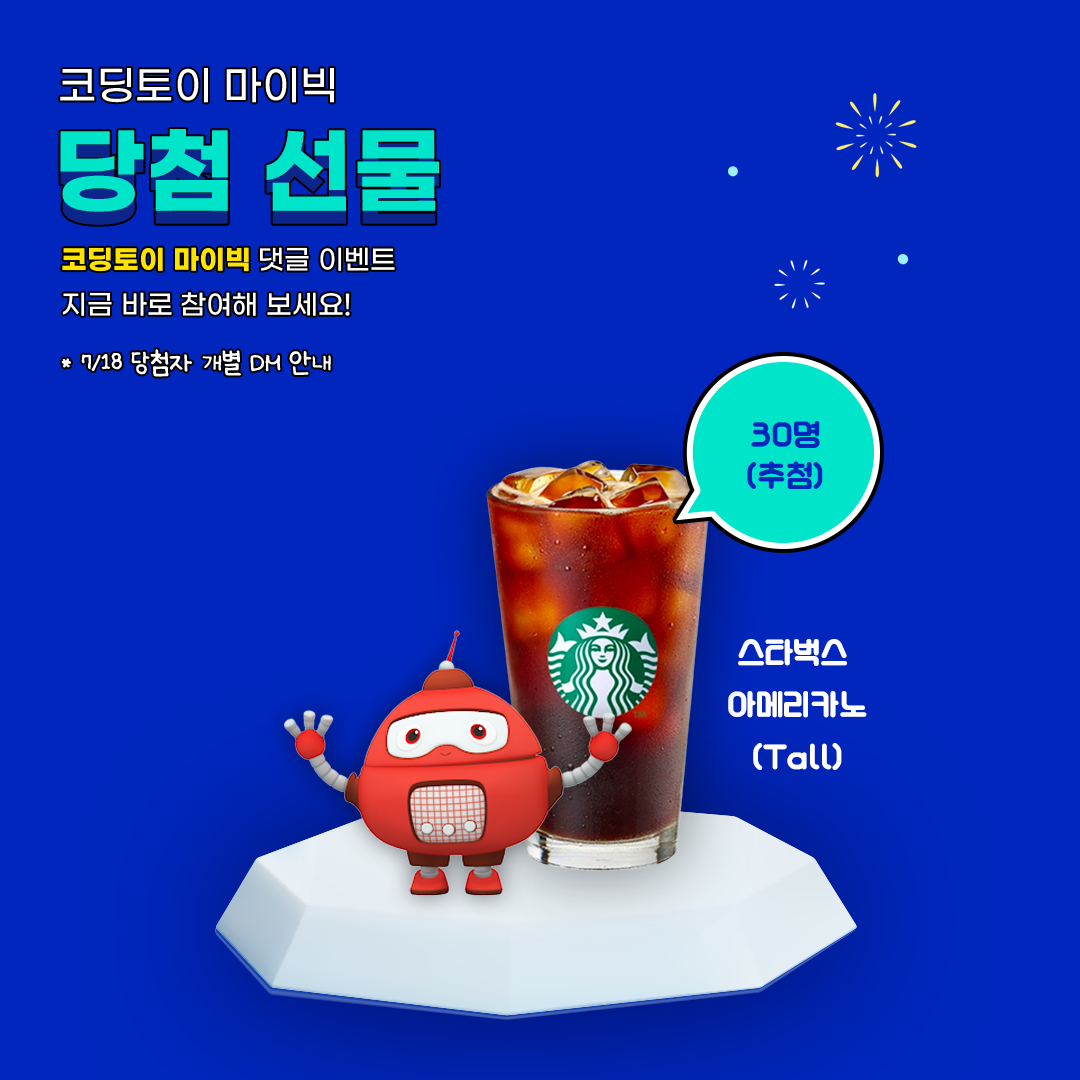 코딩토이 마이빅
당첨 선물
코딩토이 마이빅 댓글 이벤트
지금 바로 참여해 보세요!
* 7/18 당첨자 개별 DM 안내
30명
(추첨)
스타벅스
아메리카노
(Tall)